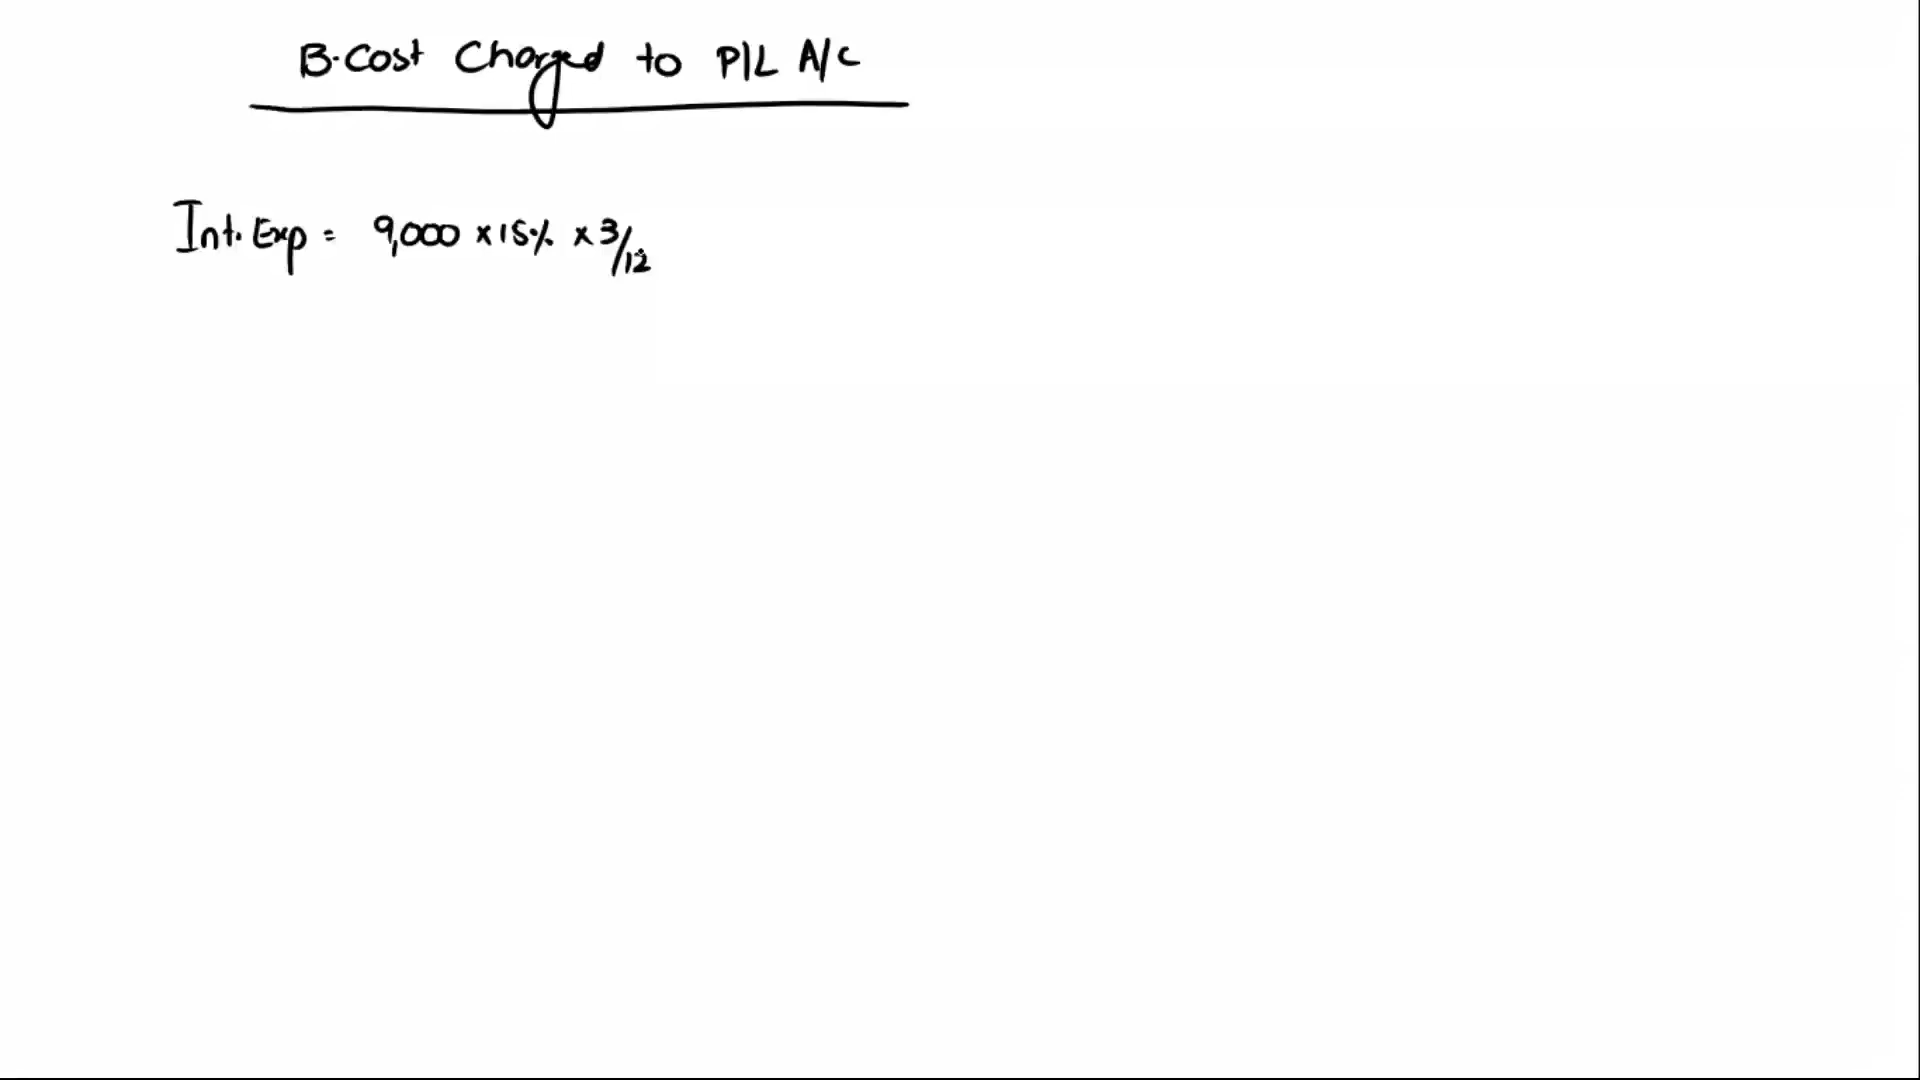 B.Cost Charged to P/L A/c
Int. Exp = 9,000 x 15% x 3/12